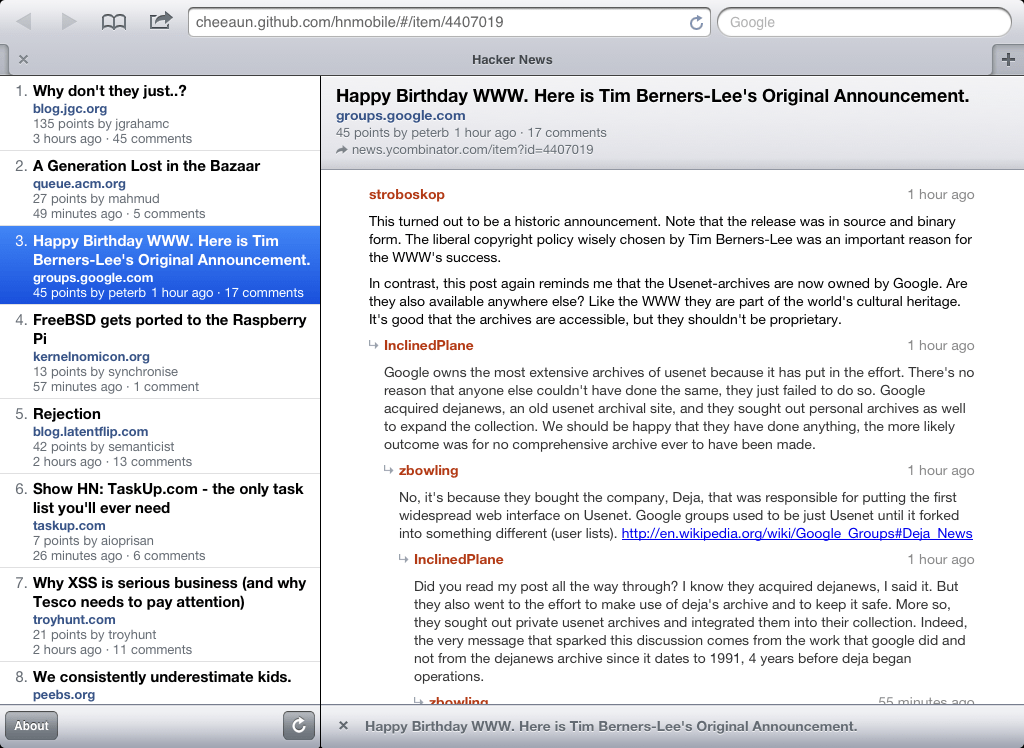 cheeaun.github.com/hnmobile/#/item/4407019
Google
Hacker News
1. Why don't they just..?
blog.jgc.org
135 points by jgrahamc
3 hours ago · 45 comments
2. A Generation Lost in the Bazaar
queue.acm.org
27 points by mahmud
49 minutes ago · 5 comments
3. Happy Birthday WWW. Here is Tim
Berners-Lee's Original Announcement.
groups.google.com
45 points by peterb 1 hour ago · 17 comments
4. FreeBSD gets ported to the Raspberry
Pi
kernelnomicon.org
13 points by synchronise
57 minutes ago · 1 comment
5. Rejection
blog.latentflip.com
42 points by semanticist
2 hours ago · 13 comments
6. Show HN: TaskUp.com - the only task
list you'll ever need
taskup.com
7 points by aioprisan
26 minutes ago · 6 comments
7. Why XSS is serious business (and why
Tesco needs to pay attention)
troyhunt.com
21 points by troyhunt
2 hours ago · 11 comments
8. We consistently underestimate kids.
peebs.org
About
Happy Birthday WWW. Here is Tim Berners-Lee's Original Announcement.
groups.google.com
45 points by peterb 1 hour ago · 17 comments
news.ycombinator.com/item?id=4407019
stroboskop 1 hour ago
This turned out to be a historic announcement. Note that the release was in source and binary
form. The liberal copyright policy wisely chosen by Tim Berners-Lee was an important reason for
the WWW's success.
In contrast, this post again reminds me that the Usenet-archives are now owned by Google. Are
they also available anywhere else? Like the WWW they are part of the world's cultural heritage.
It's good that the archives are accessible, but they shouldn't be proprietary.
InclinedPlane 1 hour ago
Google owns the most extensive archives of usenet because it has put in the effort. There's no
reason that anyone else couldn't have done the same, they just failed to do so. Google
acquired dejanews, an old usenet archival site, and they sought out personal archives as well
to expand the collection. We should be happy that they have done anything, the more likely
outcome was for no comprehensive archive ever to have been made.
zbowling 1 hour ago
No, it's because they bought the company, Deja, that was responsible for putting the first
widespread web interface on Usenet. Google groups used to be just Usenet until it forked
into something different (user lists). http://en.wikipedia.org/wiki/Google_Groups#Deja_News
InclinedPlane 1 hour ago
Did you read my post all the way through? I know they acquired dejanews, I said it. But
they also went to the effort to make use of deja's archive and to keep it safe. More so,
they sought out private usenet archives and integrated them into their collection. Indeed,
the very message that sparked this discussion comes from the work that google did and
not from the dejanews archive since it dates to 1991, 4 years before deja began
operations.
zbowling 55 minutes ago
Happy Birthday WWW. Here is Tim Berners-Lee's Original Announcement.